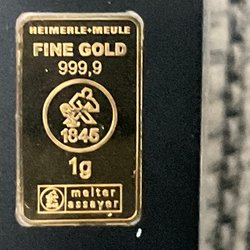 HEIMERLE+MEULE
FINE GOLD
999,9
1845
1g
melter
assayer